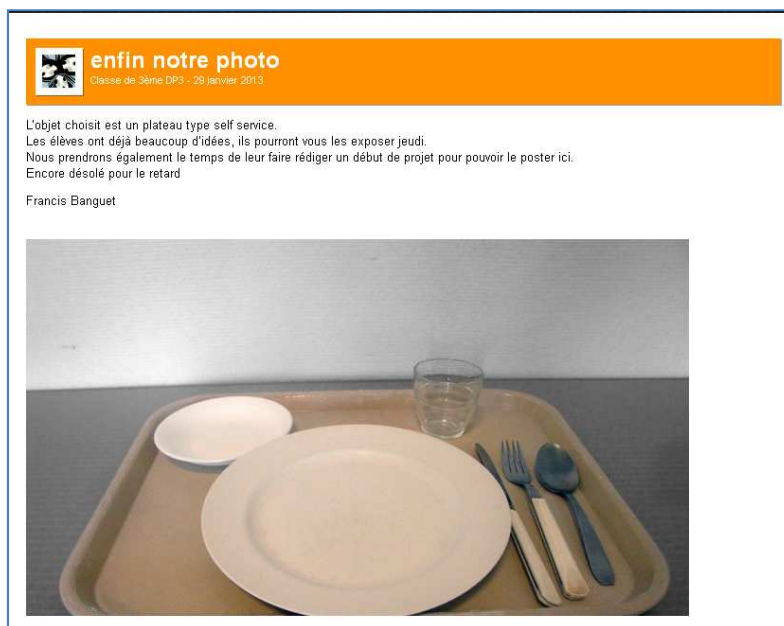 enfin notre photo
Classe de 3ème DP3 - 29 janvier 2013
L'objet choisit est un plateau type self service.
Les élèves ont déjà beaucoup d'idées, ils pourront vous les exposer jeudi.
Nous prendrons également le temps de leur faire rédiger un début de projet pour pouvoir le poster ici.
Encore désolé pour le retard
Francis Banguet